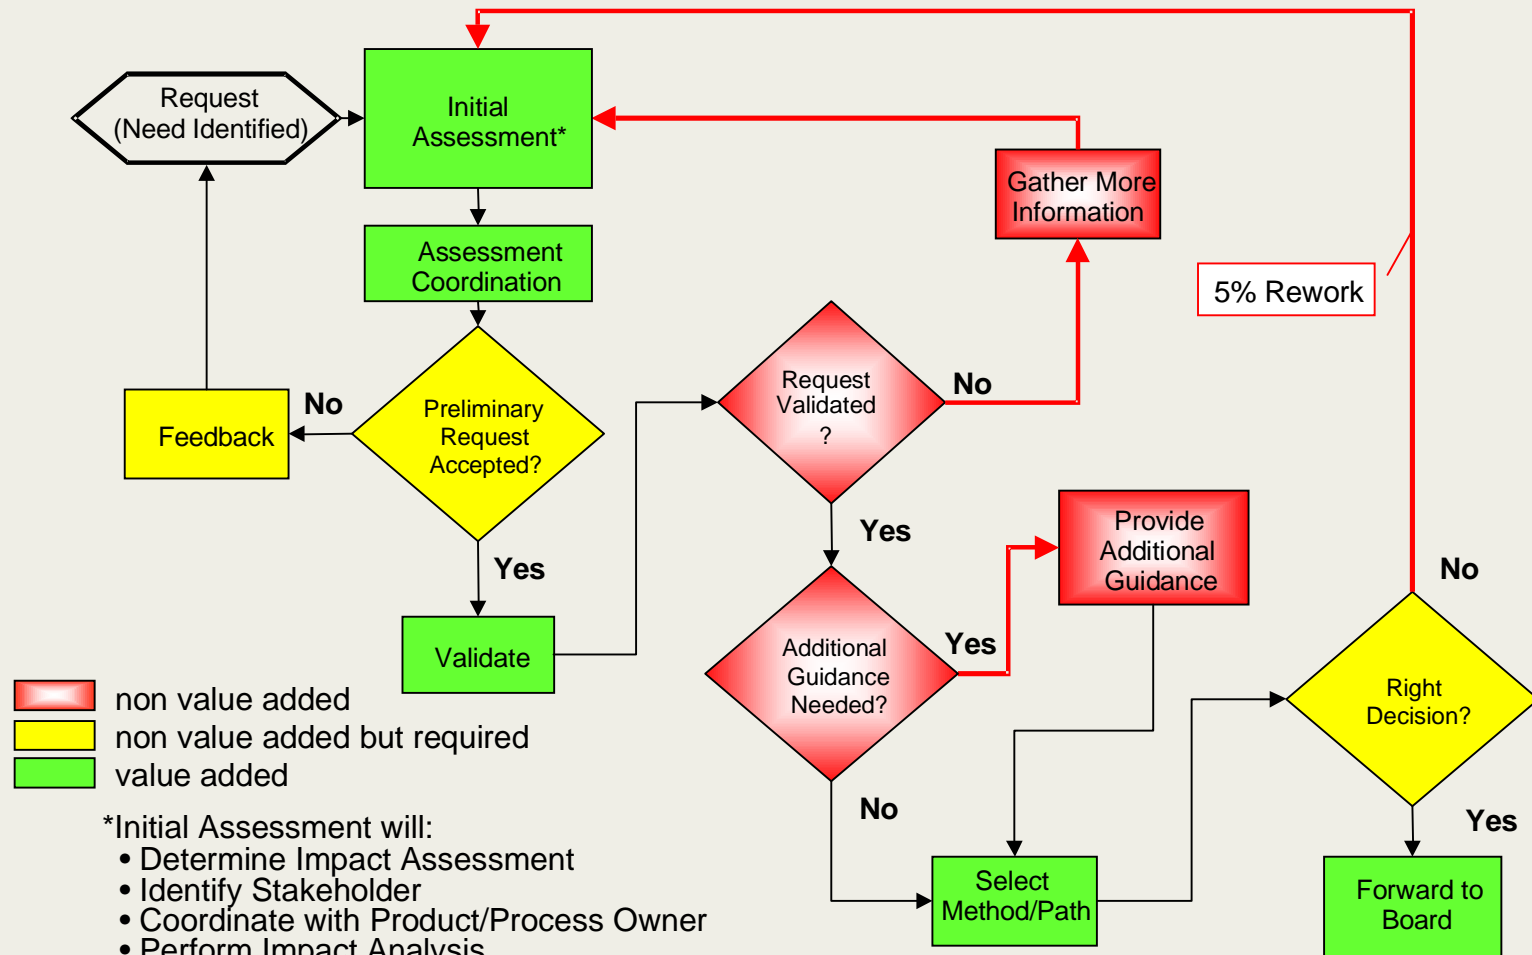 Request
(Need Identified)
Initial
Assessment*
Gather More
Information
Assessment
Coordination
5% Rework
Request
Validated
?
No
Preliminary
Request
Accepted?
No
Feedback
Yes
Yes
Provide
Additional
Guidance
No
Validate
Additional
Guidance
Needed?
Yes
Right
Decision?
non value added
non value added but required
value added
No
Yes
*Initial Assessment will:
• Determine Impact Assessment
• Identify Stakeholder
• Coordinate with Product/Process Owner
• Perform Impact Analysis
Select
Method/Path
Forward to
Board